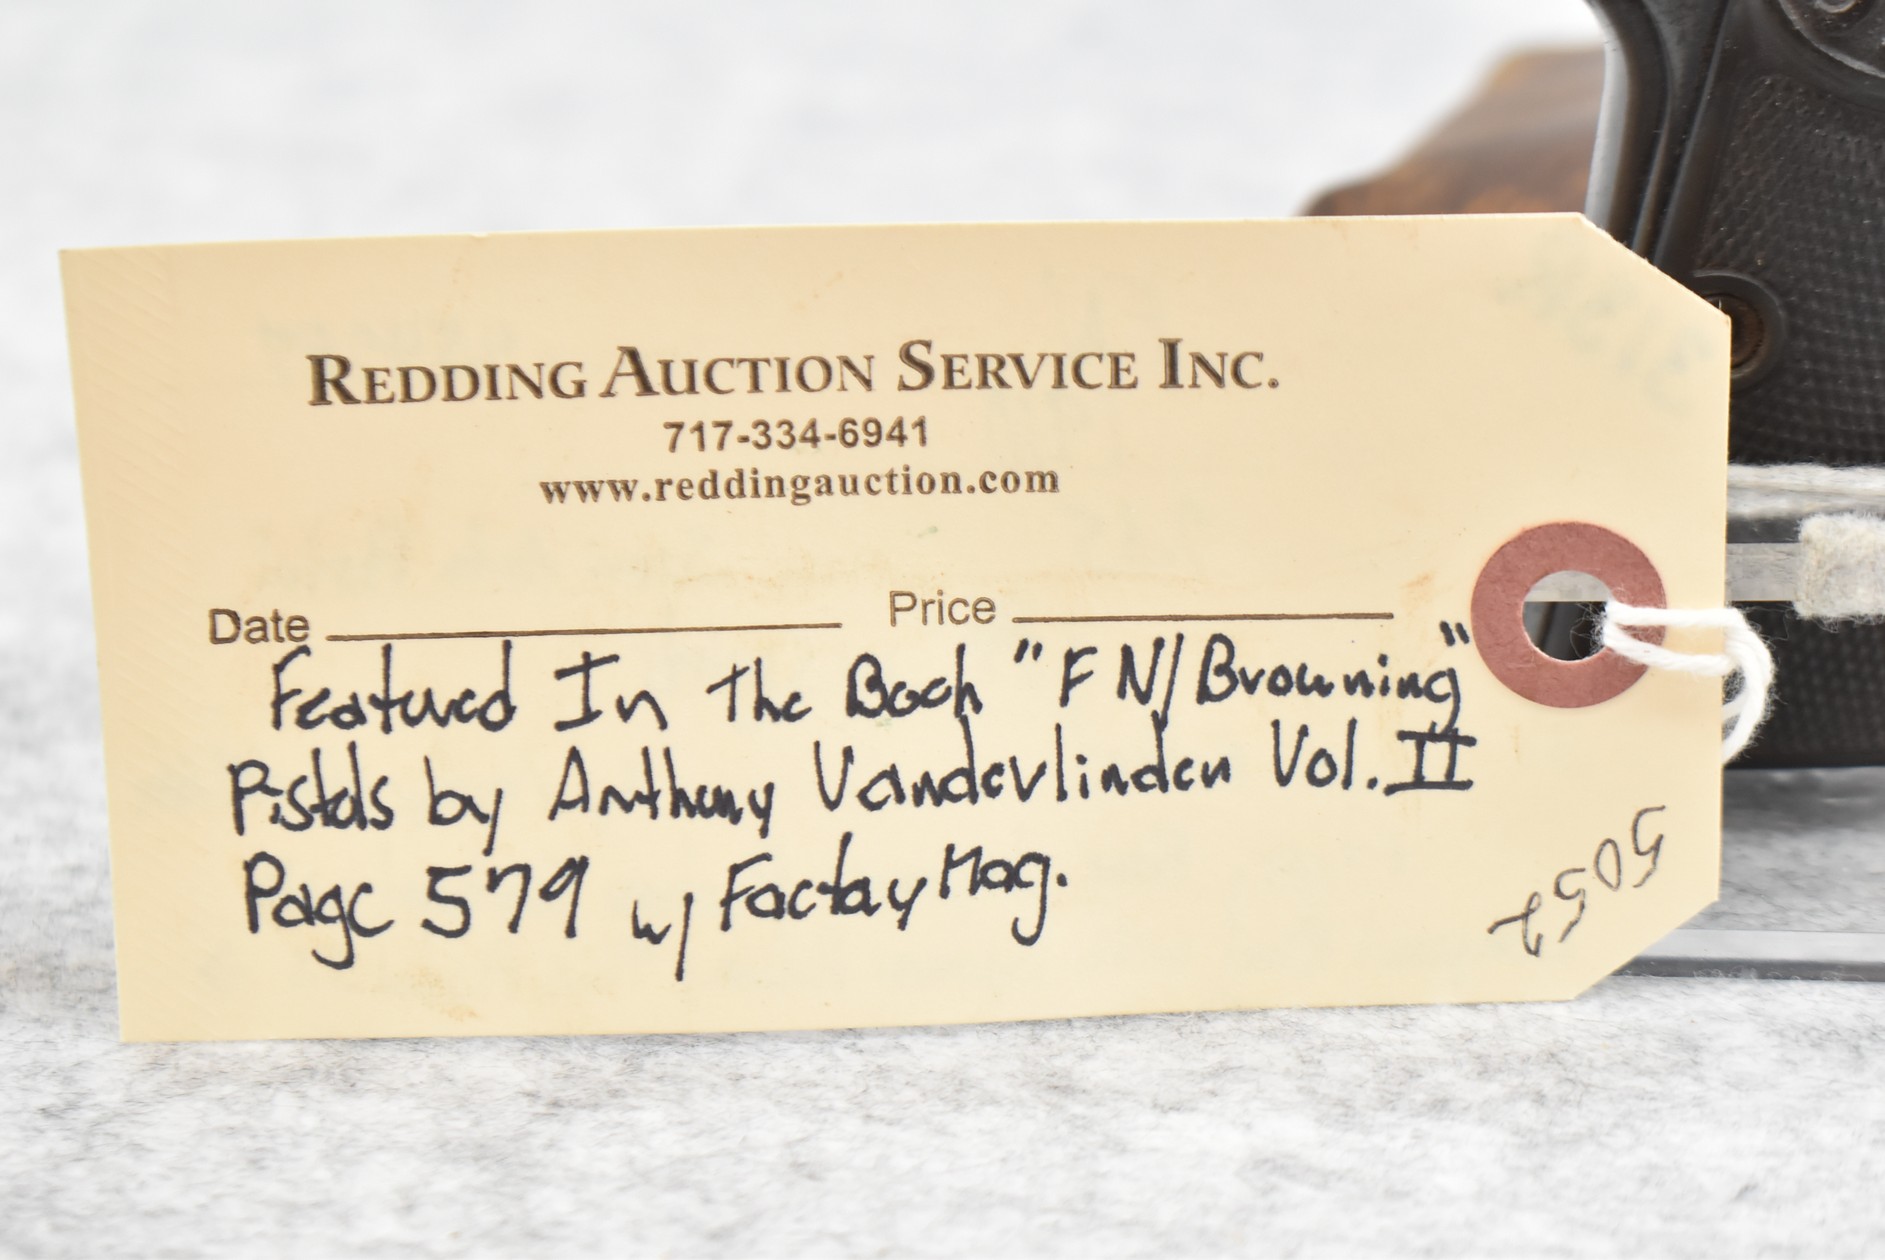 REDDING AUCTION SERVICE INC.
717-334-6941
www.reddingauction.com
Date Price
Featured In The Book "FN/Browning"
Pistols by Anthony Vanderlinden Vol. II
Page 579 w/ Factory Mag.
5052